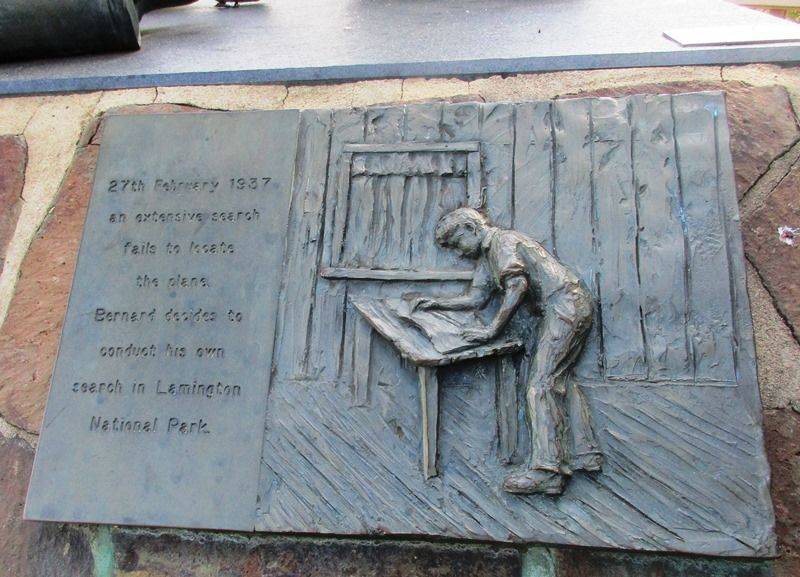 27th February 1937
an extensive search
fails to locate
the plane.
Bernard decides to
conduct his own
search in Lamington
National Park.